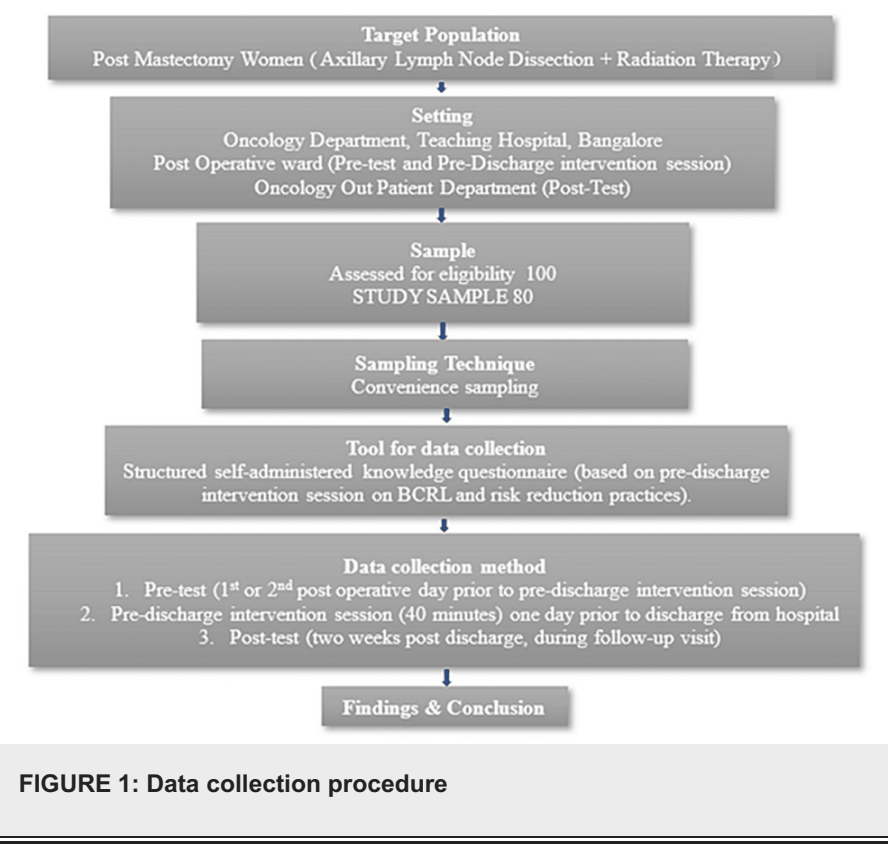 Target Population
Post Mastectomy Women ( Axillary Lymph Node Dissection + Radiation Therapy)
Setting
Oncology Department, Teaching Hospital, Bangalore
Post Operative ward (Pre-test and Pre-Discharge intervention session)
Oncology Out Patient Department (Post-Test)
Sample
Assessed for eligibility 100
STUDY SAMPLE 80
Sampling Technique
Convenience sampling
Tool for data collection
Structured self-administered knowledge questionnaire (based on pre-discharge
intervention session on BCRL and risk reduction practices).
Data collection method
1. Pre-test (1st or 2nd post operative day prior to pre-discharge intervention session)
2. Pre-discharge intervention session (40 minutes) one day prior to discharge from hospital
3. Post-test (two weeks post discharge, during follow-up visit)
Findings & Conclusion
FIGURE 1: Data collection procedure